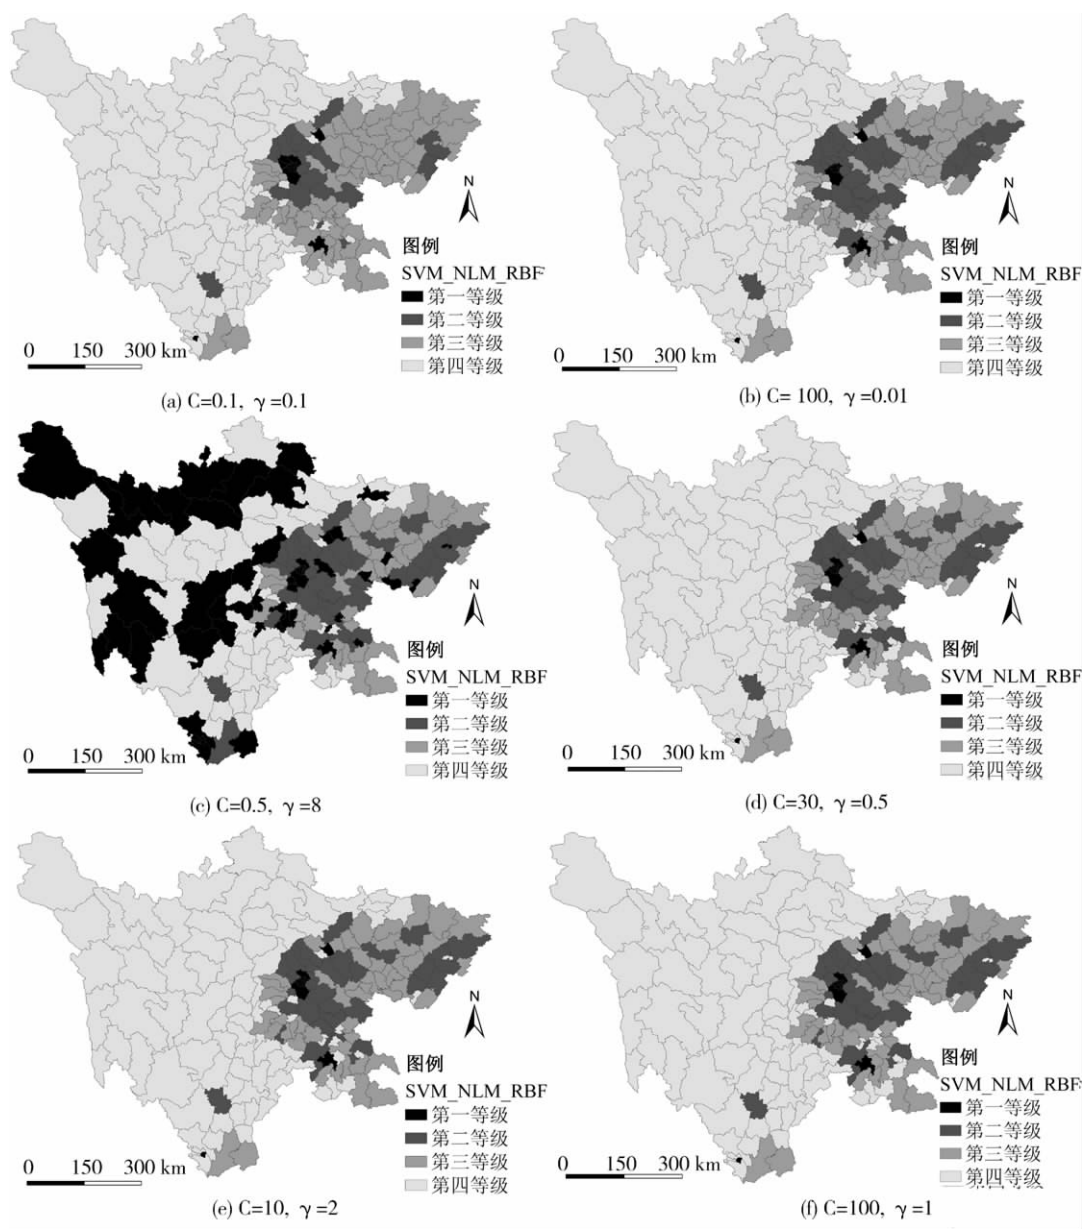 N
图例
SVM_NLM_RBF
第一等级
第二等级
第三等级
第四等级
0 150 300 km
(a) C=0.1, γ=0.1
N
图例
SVM_NLM_RBF
第一等级
第二等级
第三等级
第四等级
0 150 300 km
(b) C= 100, γ=0.01
N
图例
SVM_NLM_RBF
第一等级
第二等级
第三等级
第四等级
0 150 300 km
(c) C=0.5, γ=8
N
图例
SVM_NLM_RBF
第一等级
第二等级
第三等级
第四等级
0 150 300 km
(d) C=30, γ=0.5
N
图例
SVM_NLM_RBF
第一等级
第二等级
第三等级
第四等级
0 150 300 km
(e) C=10, γ=2
N
图例
SVM_NLM_RBF
第一等级
第二等级
第三等级
第四等级
0 150 300 km
(f) C=100, γ=1